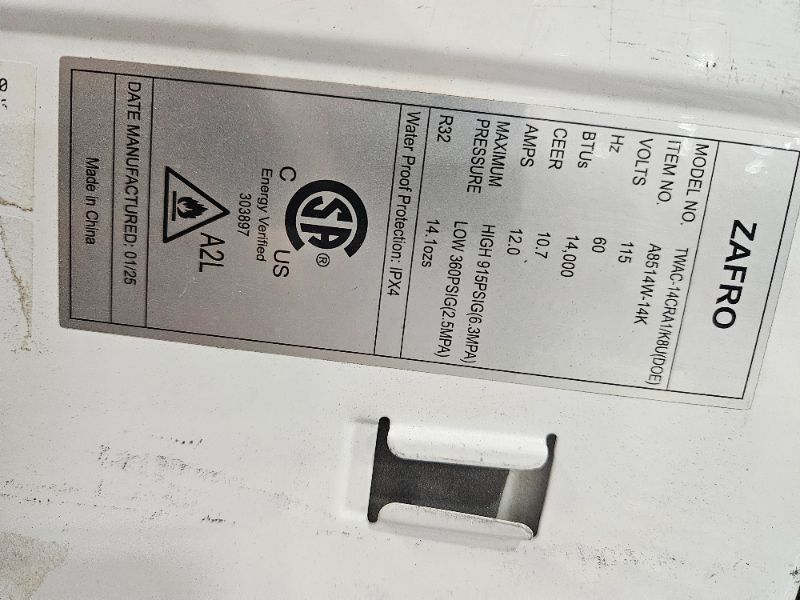 ZAFRO
MODEL NO. TWAC-14CRA1/K8U(DOE)
ITEM NO. A8514W-14K
VOLTS 115
Hz 60
BTUs 14,000
CEER 10.7
AMPS 12.0
MAXIMUM PRESSURE HIGH 915PSIG(6.3MPA)
LOW 360PSIG(2.5MPA)
R32 14.1ozs
Water Proof Protection: IPX4
CSA®
C US
Energy Verified
303897
A2L
DATE MANUFACTURED: 01/25
Made in China